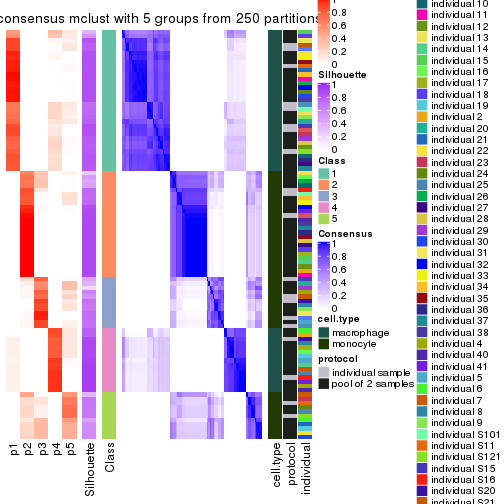 consensus mclust with 5 groups from 250 partitions
0.8
0.6
0.4
0.2
0
Silhouette
1
0.8
0.6
0.4
0.2
0
Class
1
2
3
4
5
Consensus
1
0.8
0.6
0.4
0.2
0
cell.type
macrophage
monocyte
protocol
individual sample
pool of 2 samples
individual 10
individual 11
individual 12
individual 13
individual 14
individual 15
individual 16
individual 17
individual 18
individual 19
individual 2
individual 20
individual 21
individual 22
individual 23
individual 24
individual 25
individual 26
individual 27
individual 28
individual 29
individual 30
individual 31
individual 32
individual 33
individual 34
individual 35
individual 36
individual 37
individual 38
individual 4
individual 40
individual 41
individual 5
individual 6
individual 7
individual 8
individual 9
individual S101
individual S11
individual S121
individual S15
individual S16
individual S20
individual S21
p1
p2
p3
p4
p5
Silhouette
Class
cell.type
protocol
individual